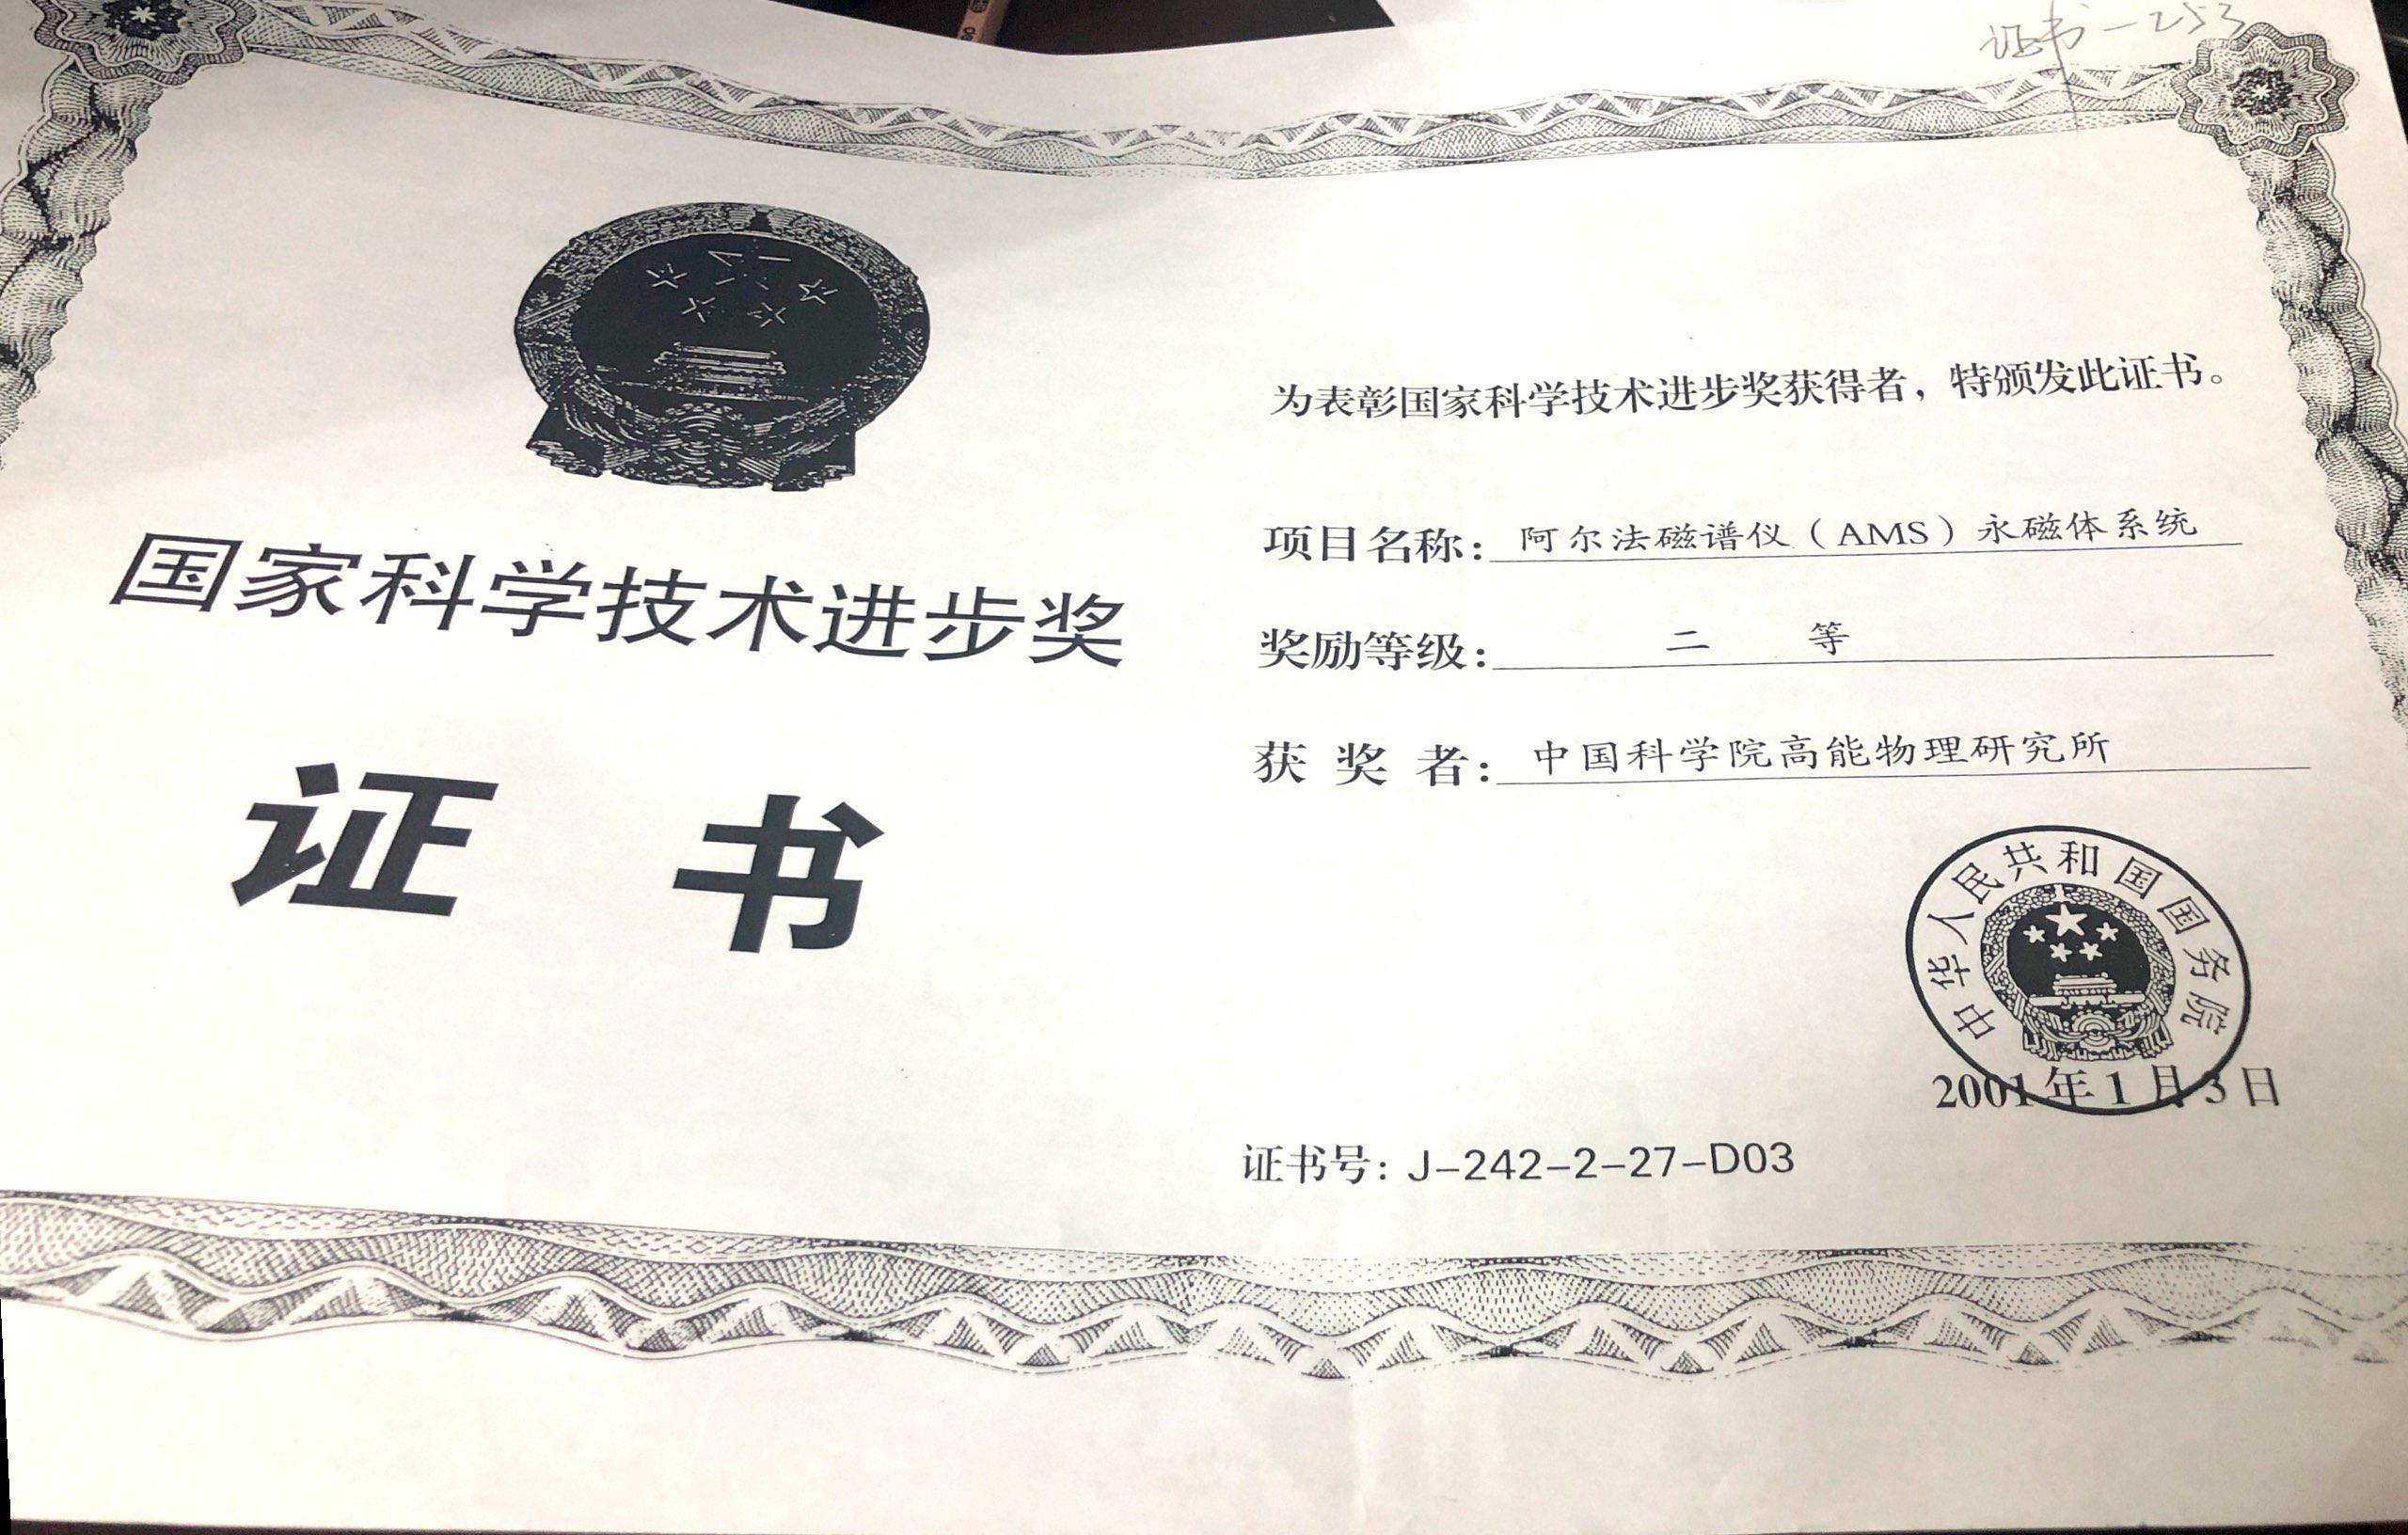 证书-253
国家科学技术进步奖
证 书
为表彰国家科学技术进步奖获得者，特颁发此证书。
项目名称：阿尔法磁谱仪（AMS）永磁体系统
奖励等级：二 等
获 奖 者：中国科学院高能物理研究所
中华人民共和国国务院
2001年1月3日
证书号：J-242-2-27-D03